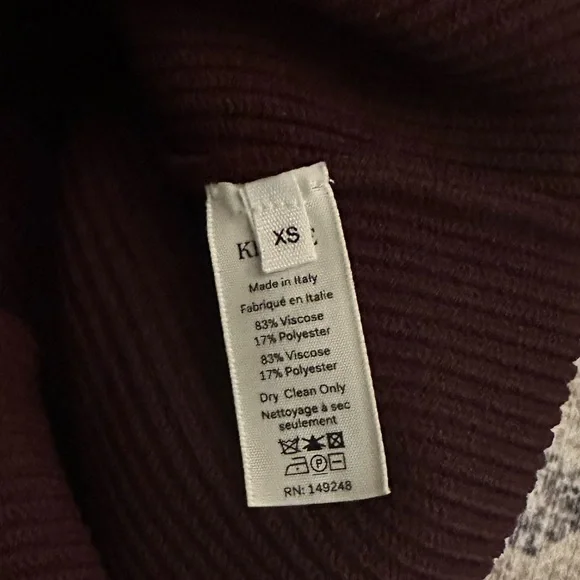 XS
Made in Italy
Fabriqué en Italie
83% Viscose
17% Polyester
83% Viscose
17% Polyester
Dry Clean Only
Nettoyage à sec
seulement
P
RN: 149248